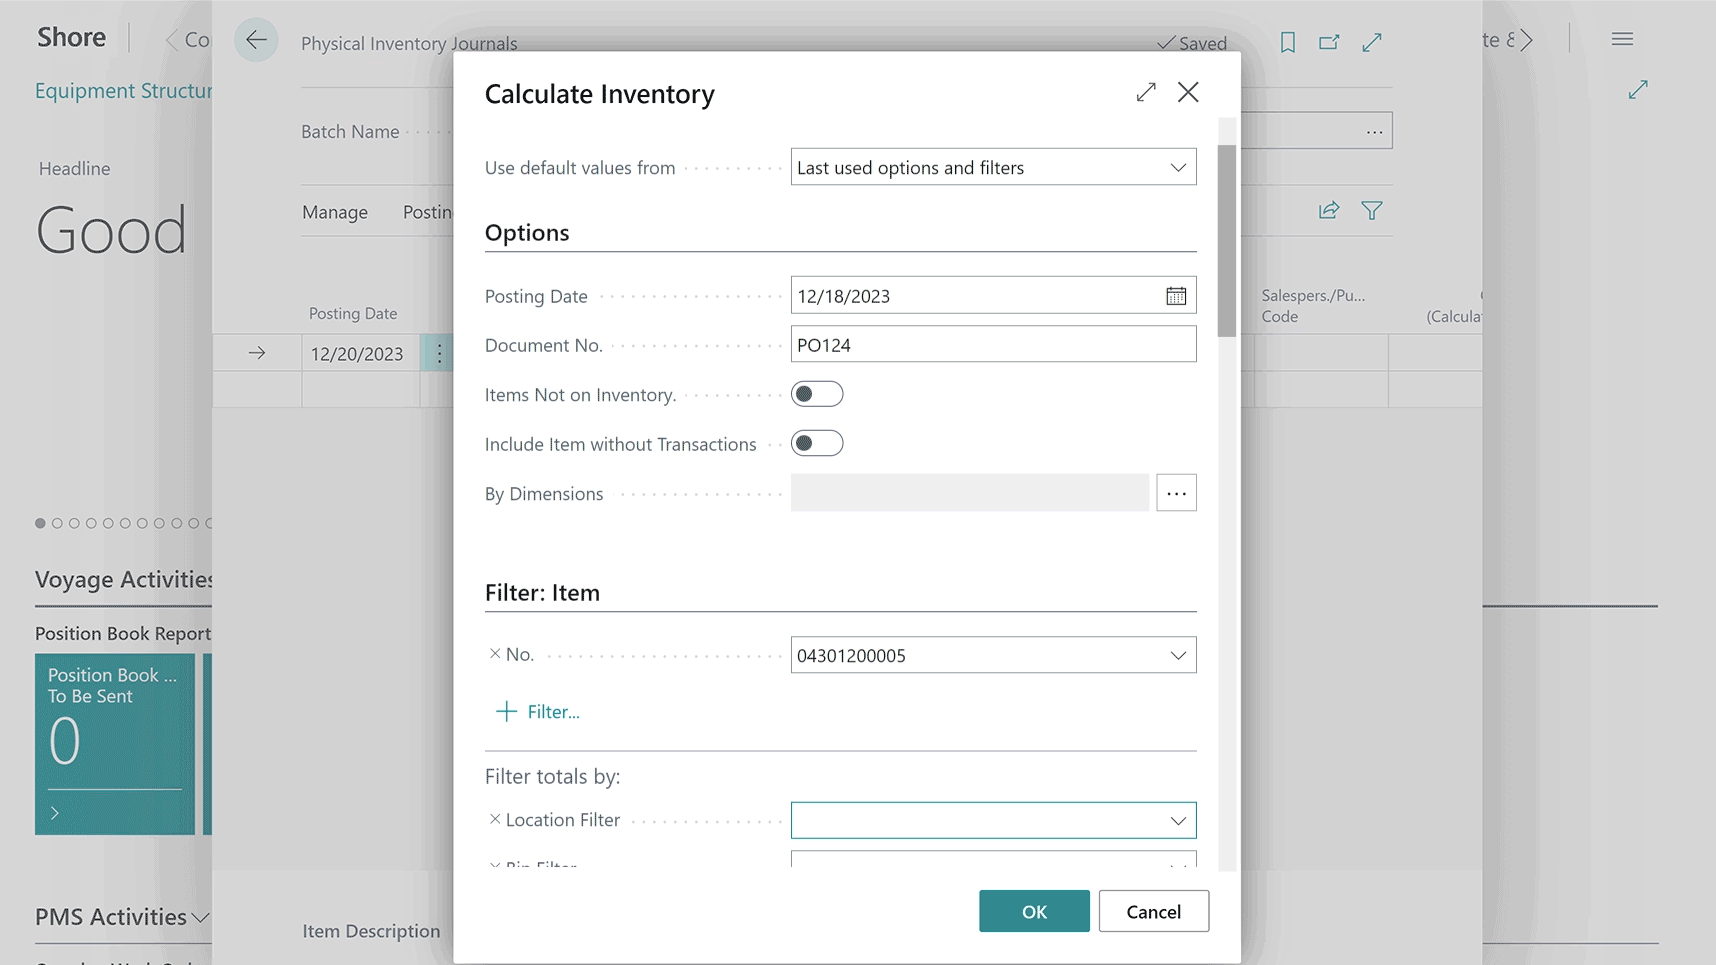 Shore
Co
Physical Inventory Journals
Saved
te &
Equipment Structur
Calculate Inventory
Batch Name
...
Headline
Use default values from
Last used options and filters
Good
Manage
Postin
Options
Posting Date
12/18/2023
Salespers./Pu...
Code
(Calcula
Posting Date
12/20/2023
Document No.
PO124
Items Not on Inventory.
Include Item without Transactions
By Dimensions
...
Voyage Activities
Filter: Item
Position Book Report
No.
04301200005
Position Book ...
To Be Sent
0
Filter...
Filter totals by:
Location Filter
Bin Filter
PMS Activities
Item Description
OK
Cancel